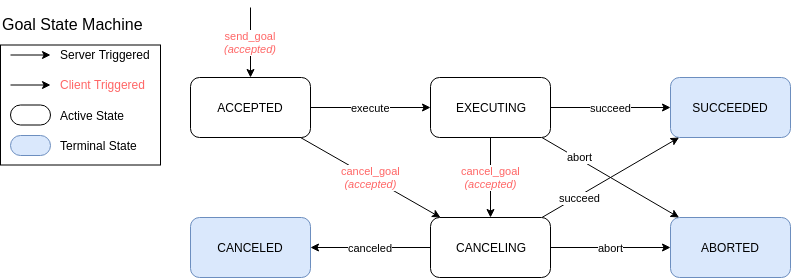 Goal State Machine
Server Triggered
Client Triggered
Active State
Terminal State
send_goal
(accepted)
ACCEPTED
execute
EXECUTING
succeed
SUCCEEDED
cancel_goal
(accepted)
cancel_goal
(accepted)
abort
succeed
CANCELED
canceled
CANCELING
abort
ABORTED